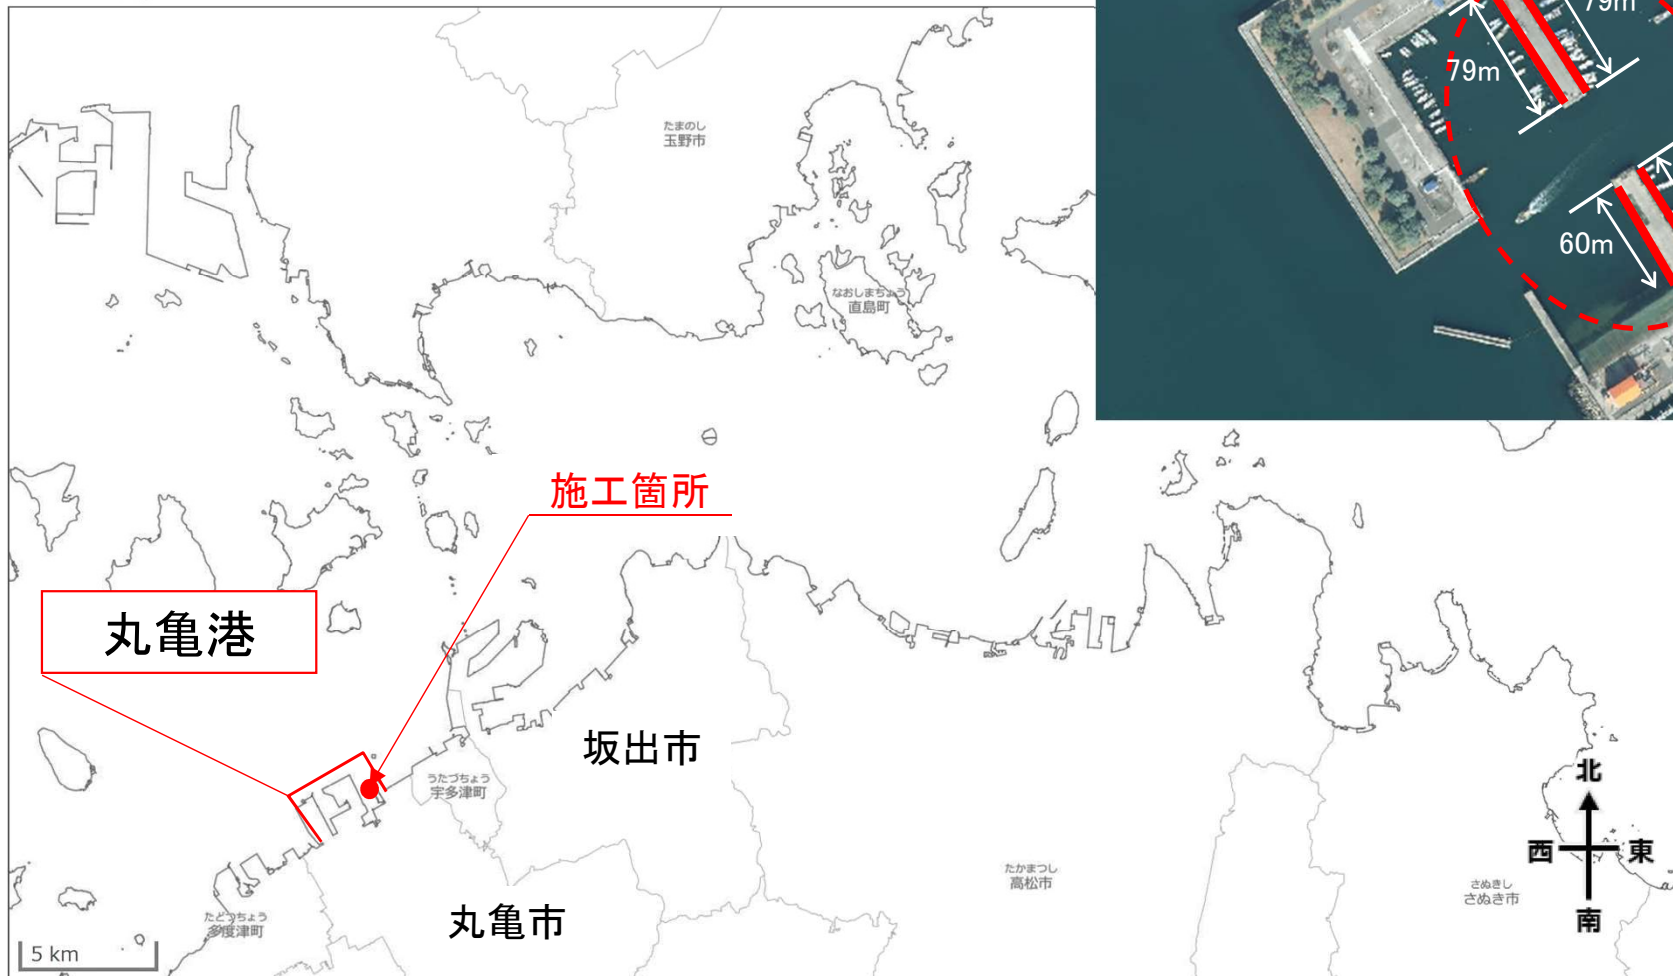 79m
79m
60m
たまのし
玉野市
なおしまちょう
直島町
施工箇所
丸亀港
坂出市
うたづちょう
宇多津町
北
西
東
南
たかまつし
高松市
さぬきし
さぬき市
たどつちょう
多度津町
丸亀市
5 km